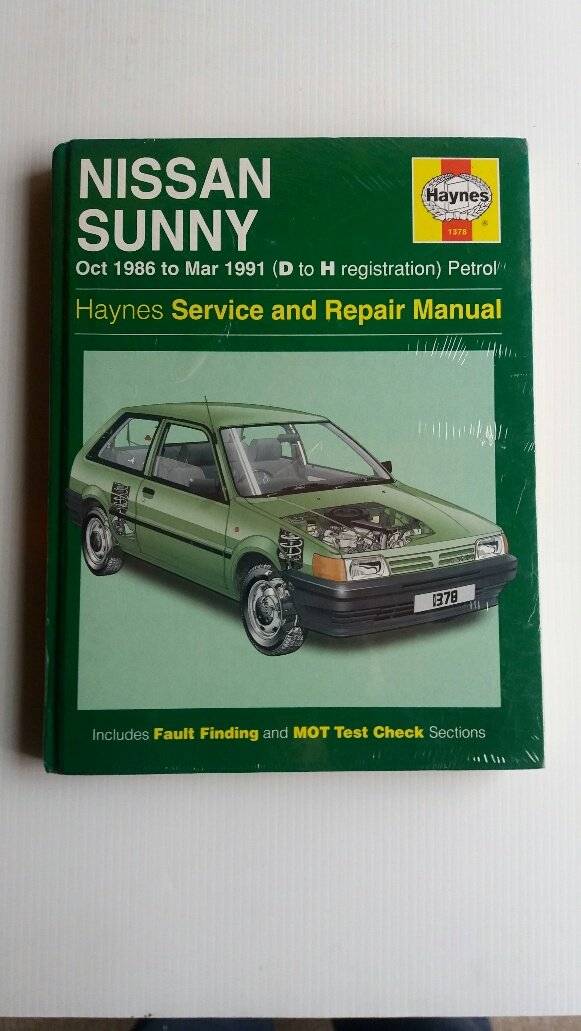 NISSAN
SUNNY
Oct 1986 to Mar 1991 (D to H registration) Petrol
Haynes Service and Repair Manual
Haynes
1378
®
1378
Includes Fault Finding and MOT Test Check Sections